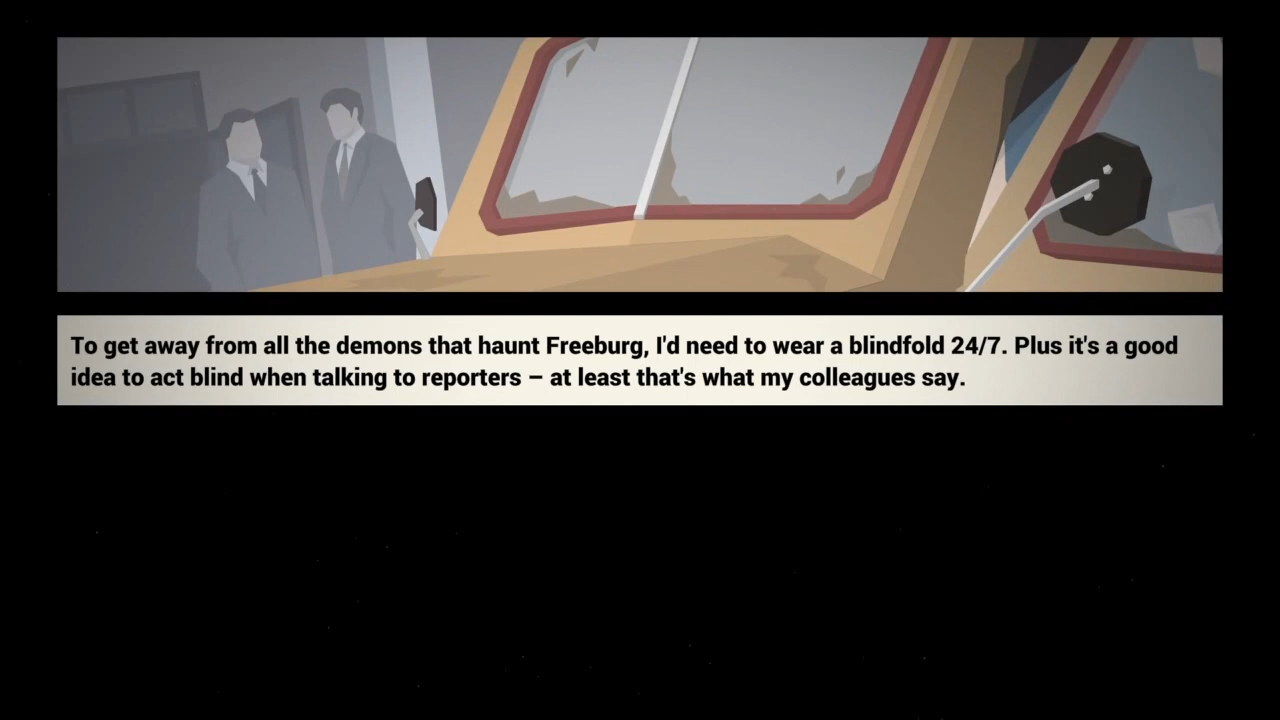 To get away from all the demons that haunt Freeburg, I'd need to wear a blindfold 24/7. Plus it's a good
idea to act blind when talking to reporters – at least that's what my colleagues say.